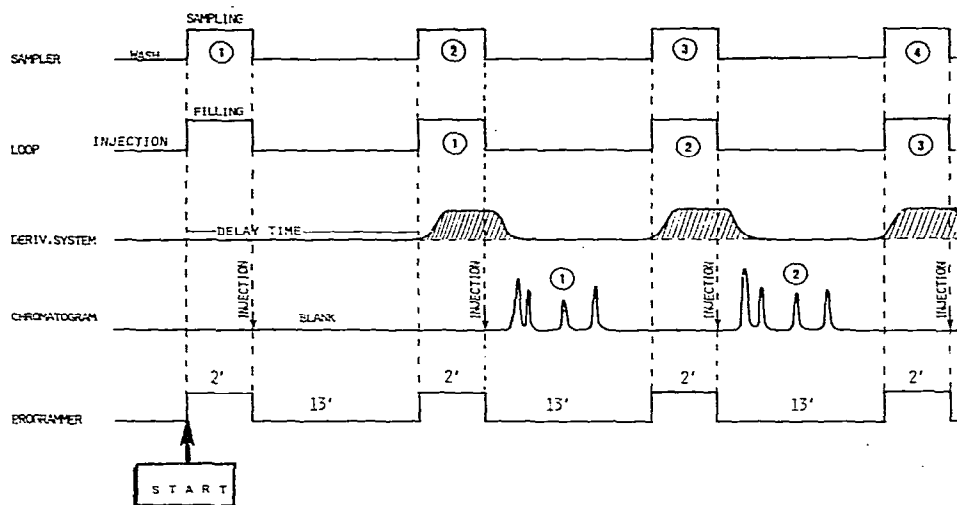 SAMPLING
SAMPLER WASH 1 2 3 4
FILLING
LOOP INJECTION 1 2 3
DERIV.SYSTEM DELAY TIME
INJECTION INJECTION INJECTION INJECTION
CHROMATOGRAM BLANK 1 2
2' 2' 2' 2'
PROGRAMMER 13' 13' 13'
START